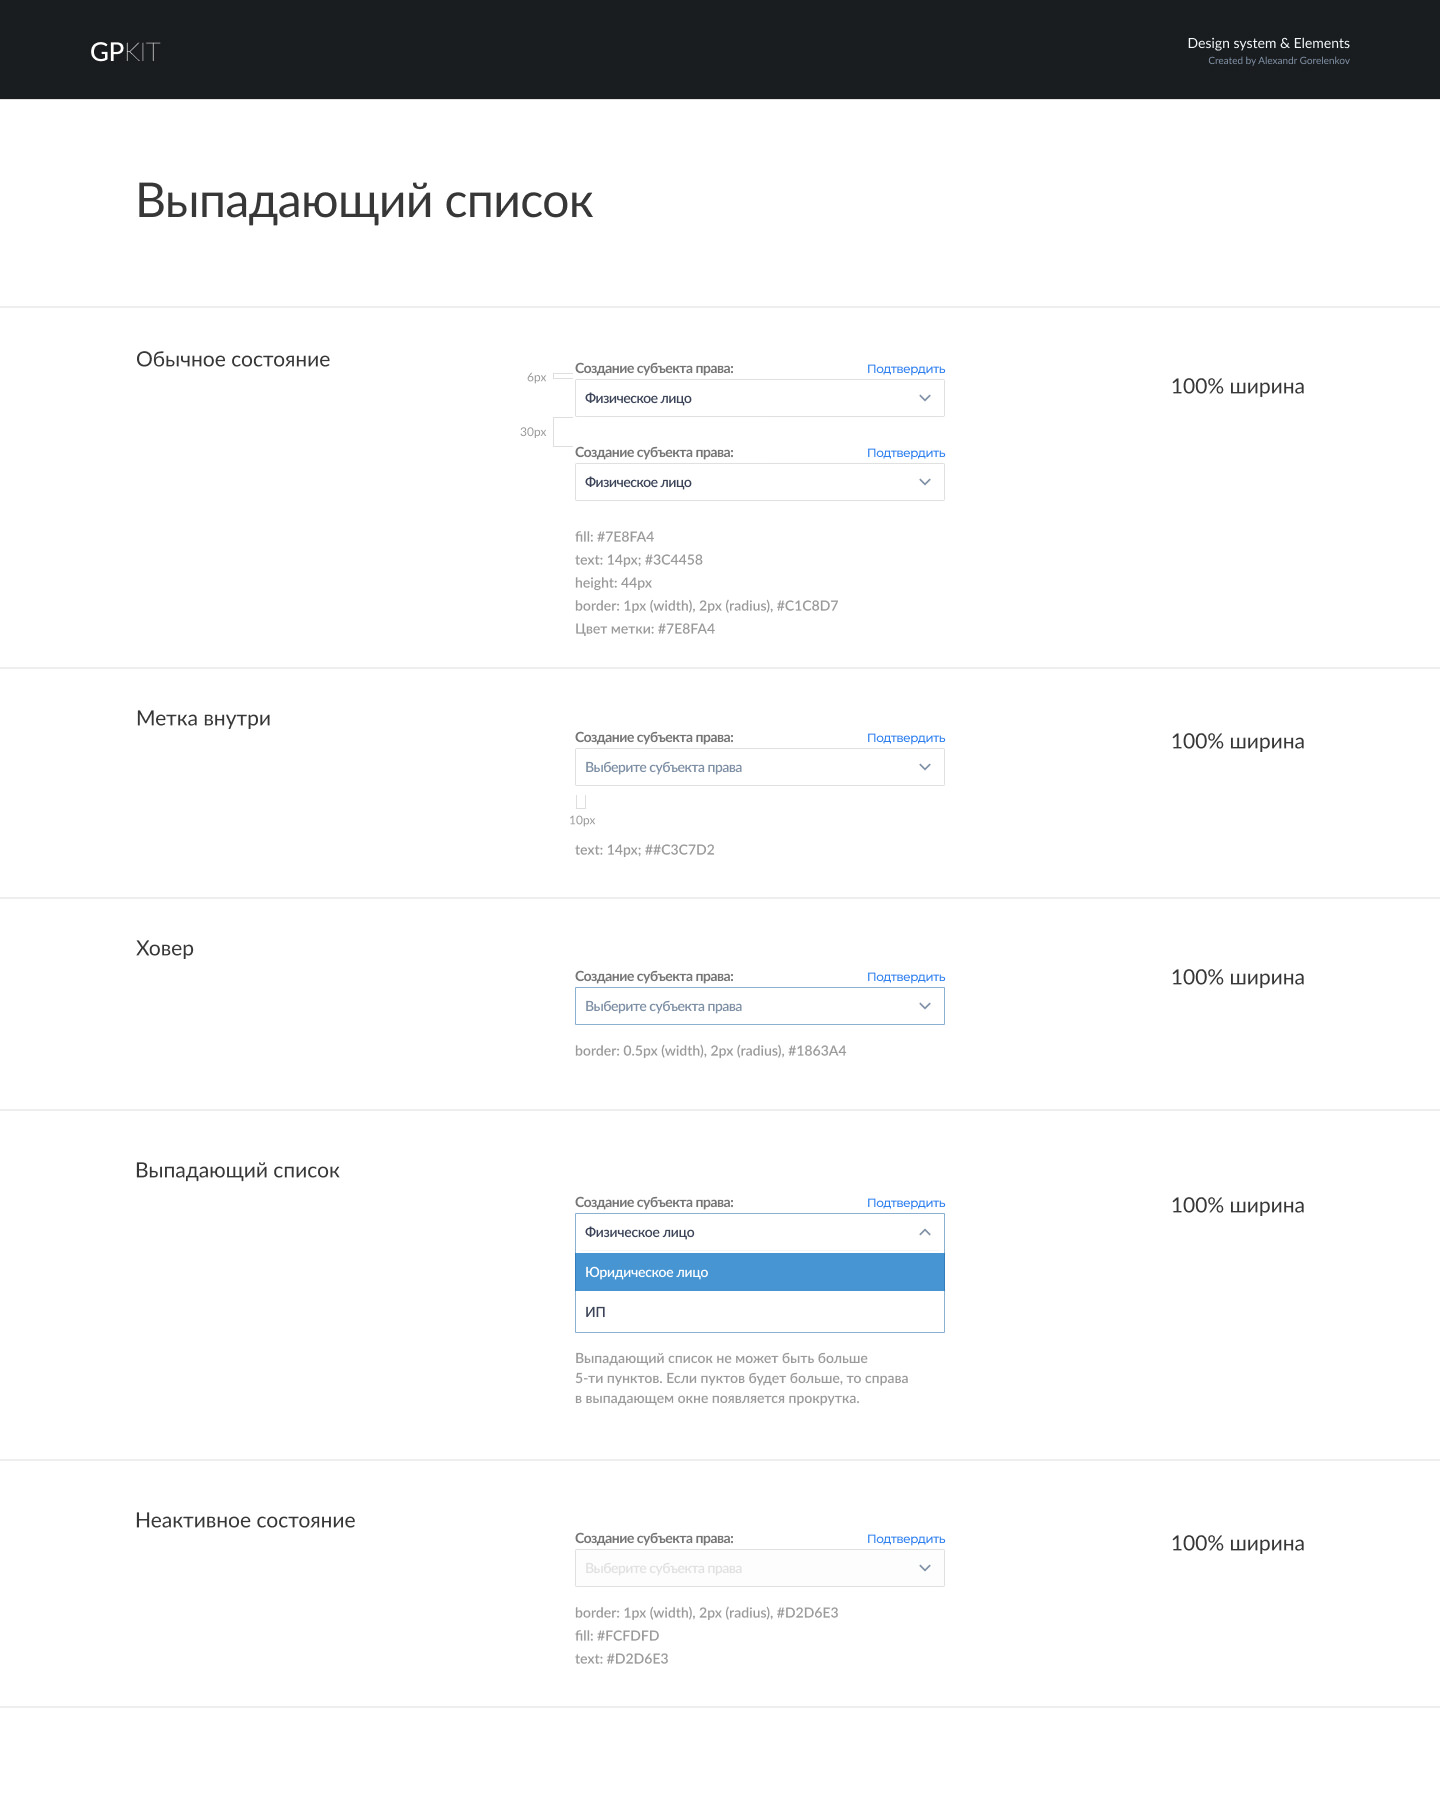 GPKIT
Design system & Elements
Created by Alexandr Gorelenkov
Выпадающий список
Обычное состояние
6px
Создание субъекта права:
Подтвердить
Физическое лицо
100% ширина
30px
Создание субъекта права:
Подтвердить
Физическое лицо
fill: #7E8FA4
text: 14px; #3C4458
height: 44px
border: 1px (width), 2px (radius), #C1C8D7
Цвет метки: #7E8FA4
Метка внутри
Создание субъекта права:
Подтвердить
Выберите субъекта права
100% ширина
10px
text: 14px; ##C3C7D2
Ховер
Создание субъекта права:
Подтвердить
Выберите субъекта права
100% ширина
border: 0.5px (width), 2px (radius), #1863A4
Выпадающий список
Создание субъекта права:
Подтвердить
Физическое лицо
Юридическое лицо
ИП
100% ширина
Выпадающий список не может быть больше
5-ти пунктов. Если пуктов будет больше, то справа
в выпадающем окне появляется прокрутка.
Неактивное состояние
Создание субъекта права:
Подтвердить
Выберите субъекта права
100% ширина
border: 1px (width), 2px (radius), #D2D6E3
fill: #FCFDFD
text: #D2D6E3